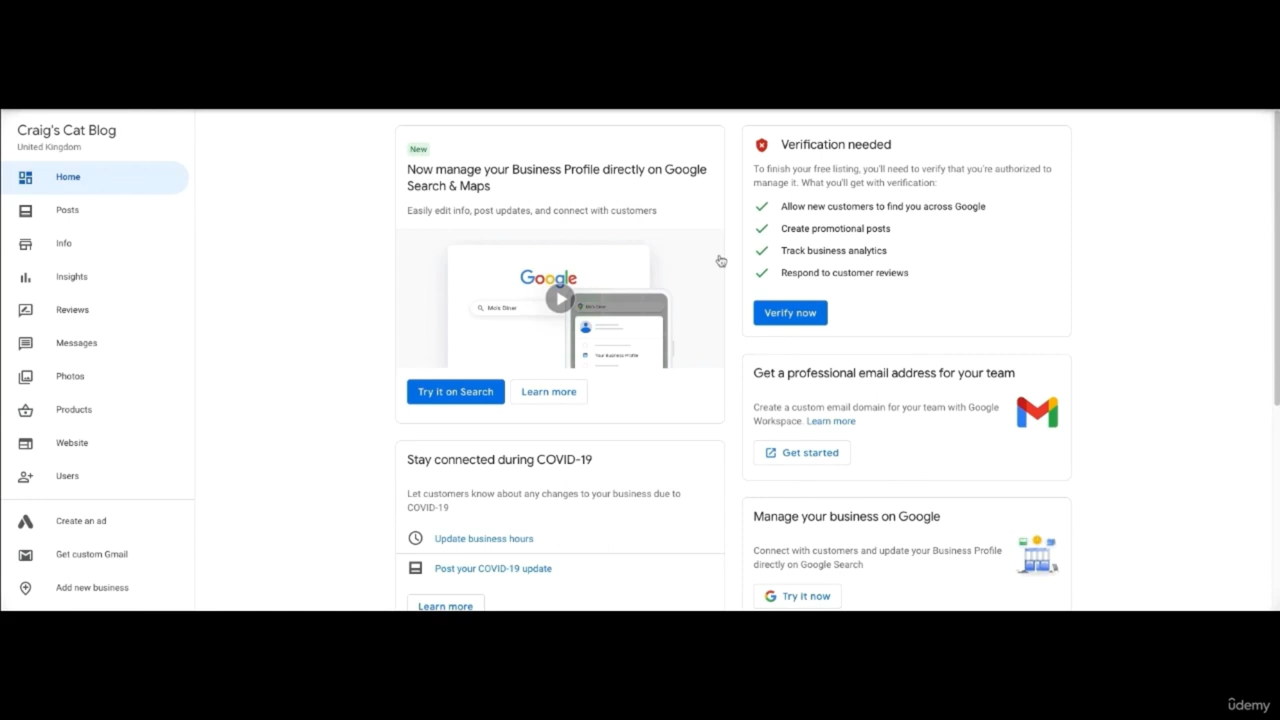 Craig's Cat Blog
United Kingdom
Home
Posts
Info
Insights
Reviews
Messages
Photos
Products
Website
Users
Create an ad
Get custom Gmail
Add new business
New
Now manage your Business Profile directly on Google
Search & Maps
Easily edit info, post updates, and connect with customers
Google
Mo's Diner
Mo's Diner
Your Business Profile
Try it on Search
Learn more
Stay connected during COVID-19
Let customers know about any changes to your business due to
COVID-19
Update business hours
Post your COVID-19 update
Learn more
Verification needed
To finish your free listing, you'll need to verify that you're authorized to
manage it. What you'll get with verification:
Allow new customers to find you across Google
Create promotional posts
Track business analytics
Respond to customer reviews
Verify now
Get a professional email address for your team
Create a custom email domain for your team with Google
Workspace. Learn more
Get started
Manage your business on Google
Connect with customers and update your Business Profile
directly on Google Search
Try it now
ûdemy